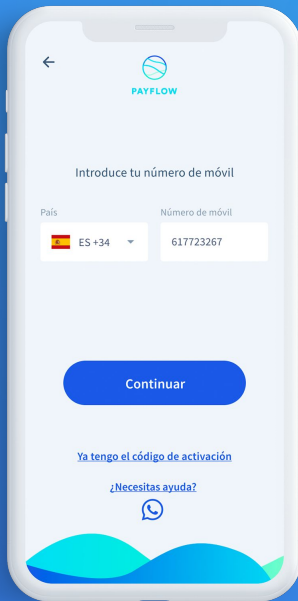 PAYFLOW
Introduce tu número de móvil
País Número de móvil
ES +34 617723267
Continuar
Ya tengo el código de activación
¿Necesitas ayuda?